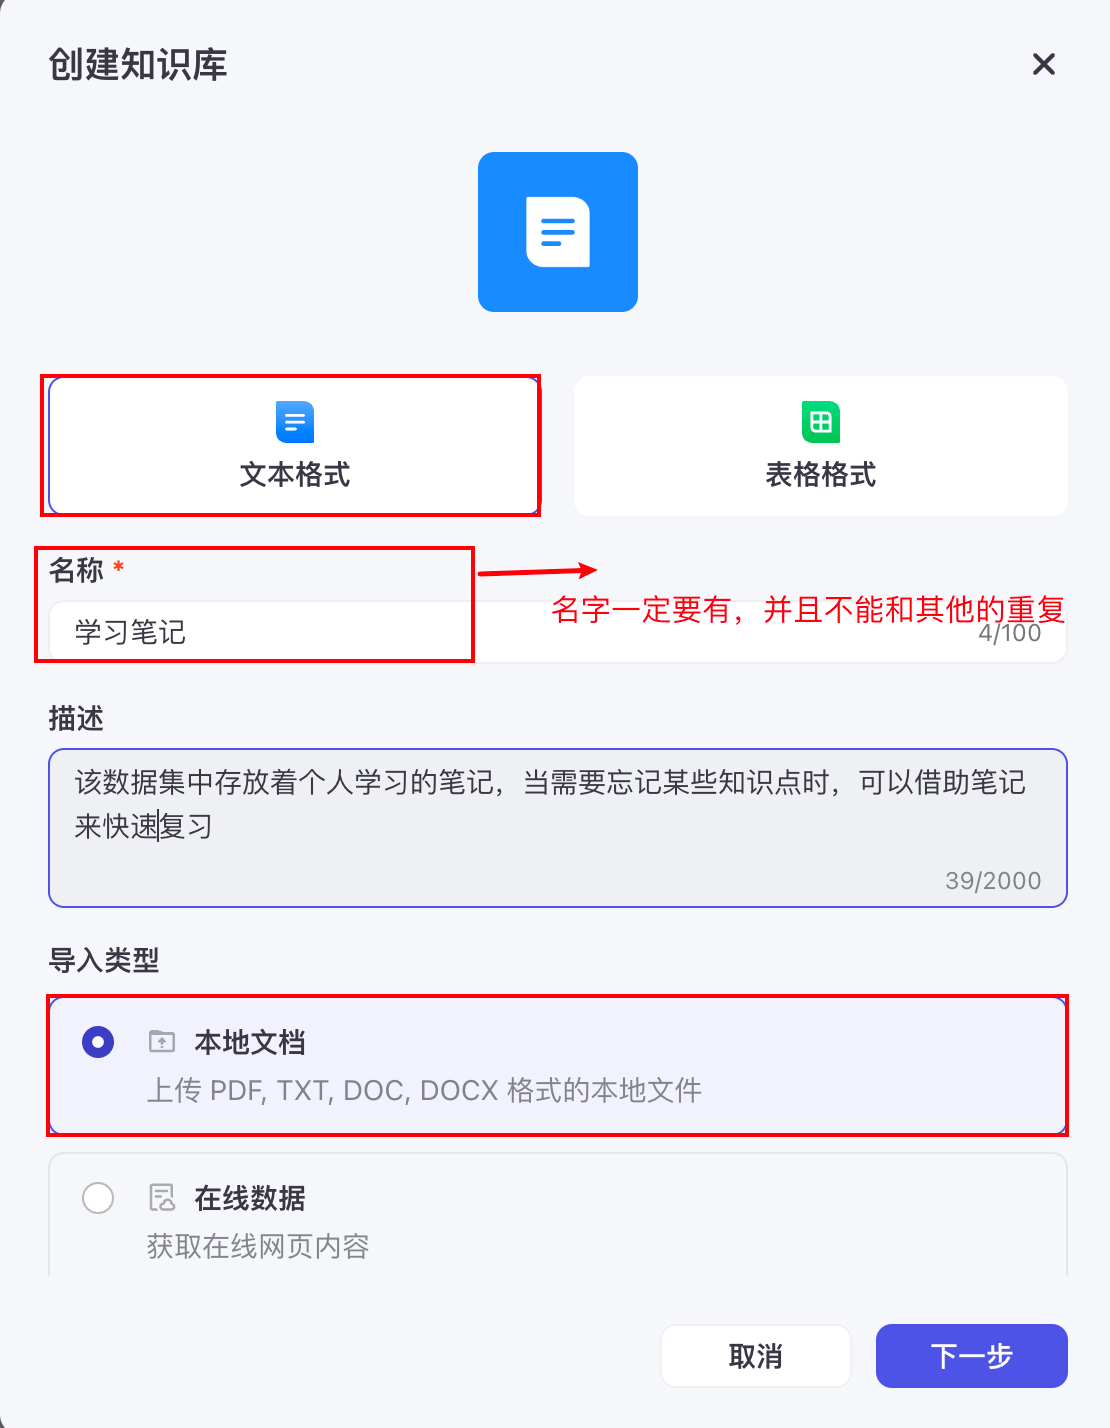 创建知识库
文本格式
表格格式
名称 *
名字一定要有，并且不能和其他的重复
学习笔记
4/100
描述
该数据集中存放着个人学习的笔记，当需要忘记某些知识点时，可以借助笔记
来快速复习
39/2000
导入类型
本地文档
上传 PDF, TXT, DOC, DOCX 格式的本地文件
在线数据
获取在线网页内容
取消
下一步